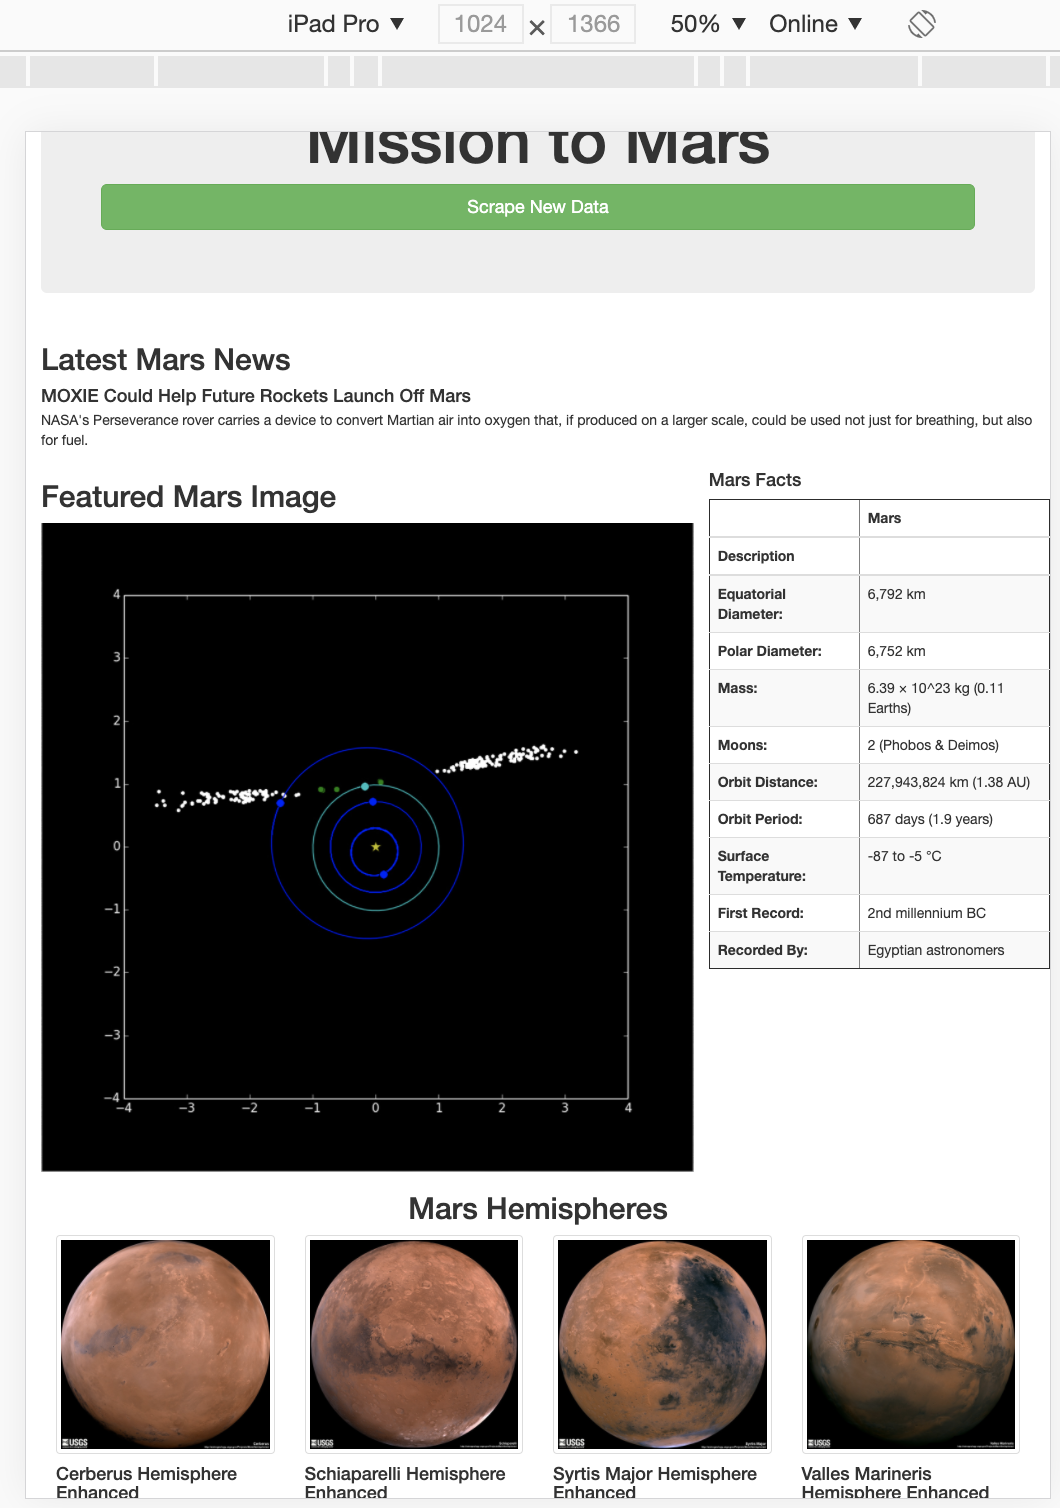 iPad Pro ▼ 1024 × 1366 50% ▼ Online ▼
Mission to Mars
Scrape New Data
Latest Mars News
MOXIE Could Help Future Rockets Launch Off Mars
NASA's Perseverance rover carries a device to convert Martian air into oxygen that, if produced on a larger scale, could be used not just for breathing, but also
for fuel.
Featured Mars Image
4
3
2
1
0
−1
−2
−3
−4
−4 −3 −2 −1 0 1 2 3 4
Mars Facts
Mars
Description
Equatorial
Diameter:
6,792 km
Polar Diameter: 6,752 km
Mass: 6.39 × 10^23 kg (0.11
Earths)
Moons: 2 (Phobos & Deimos)
Orbit Distance: 227,943,824 km (1.38 AU)
Orbit Period: 687 days (1.9 years)
Surface
Temperature:
-87 to -5 °C
First Record: 2nd millennium BC
Recorded By: Egyptian astronomers
Mars Hemispheres
USGS
USGS
USGS
USGS
Cerberus Hemisphere
Enhanced
Schiaparelli Hemisphere
Enhanced
Syrtis Major Hemisphere
Enhanced
Valles Marineris
Hemisphere Enhanced